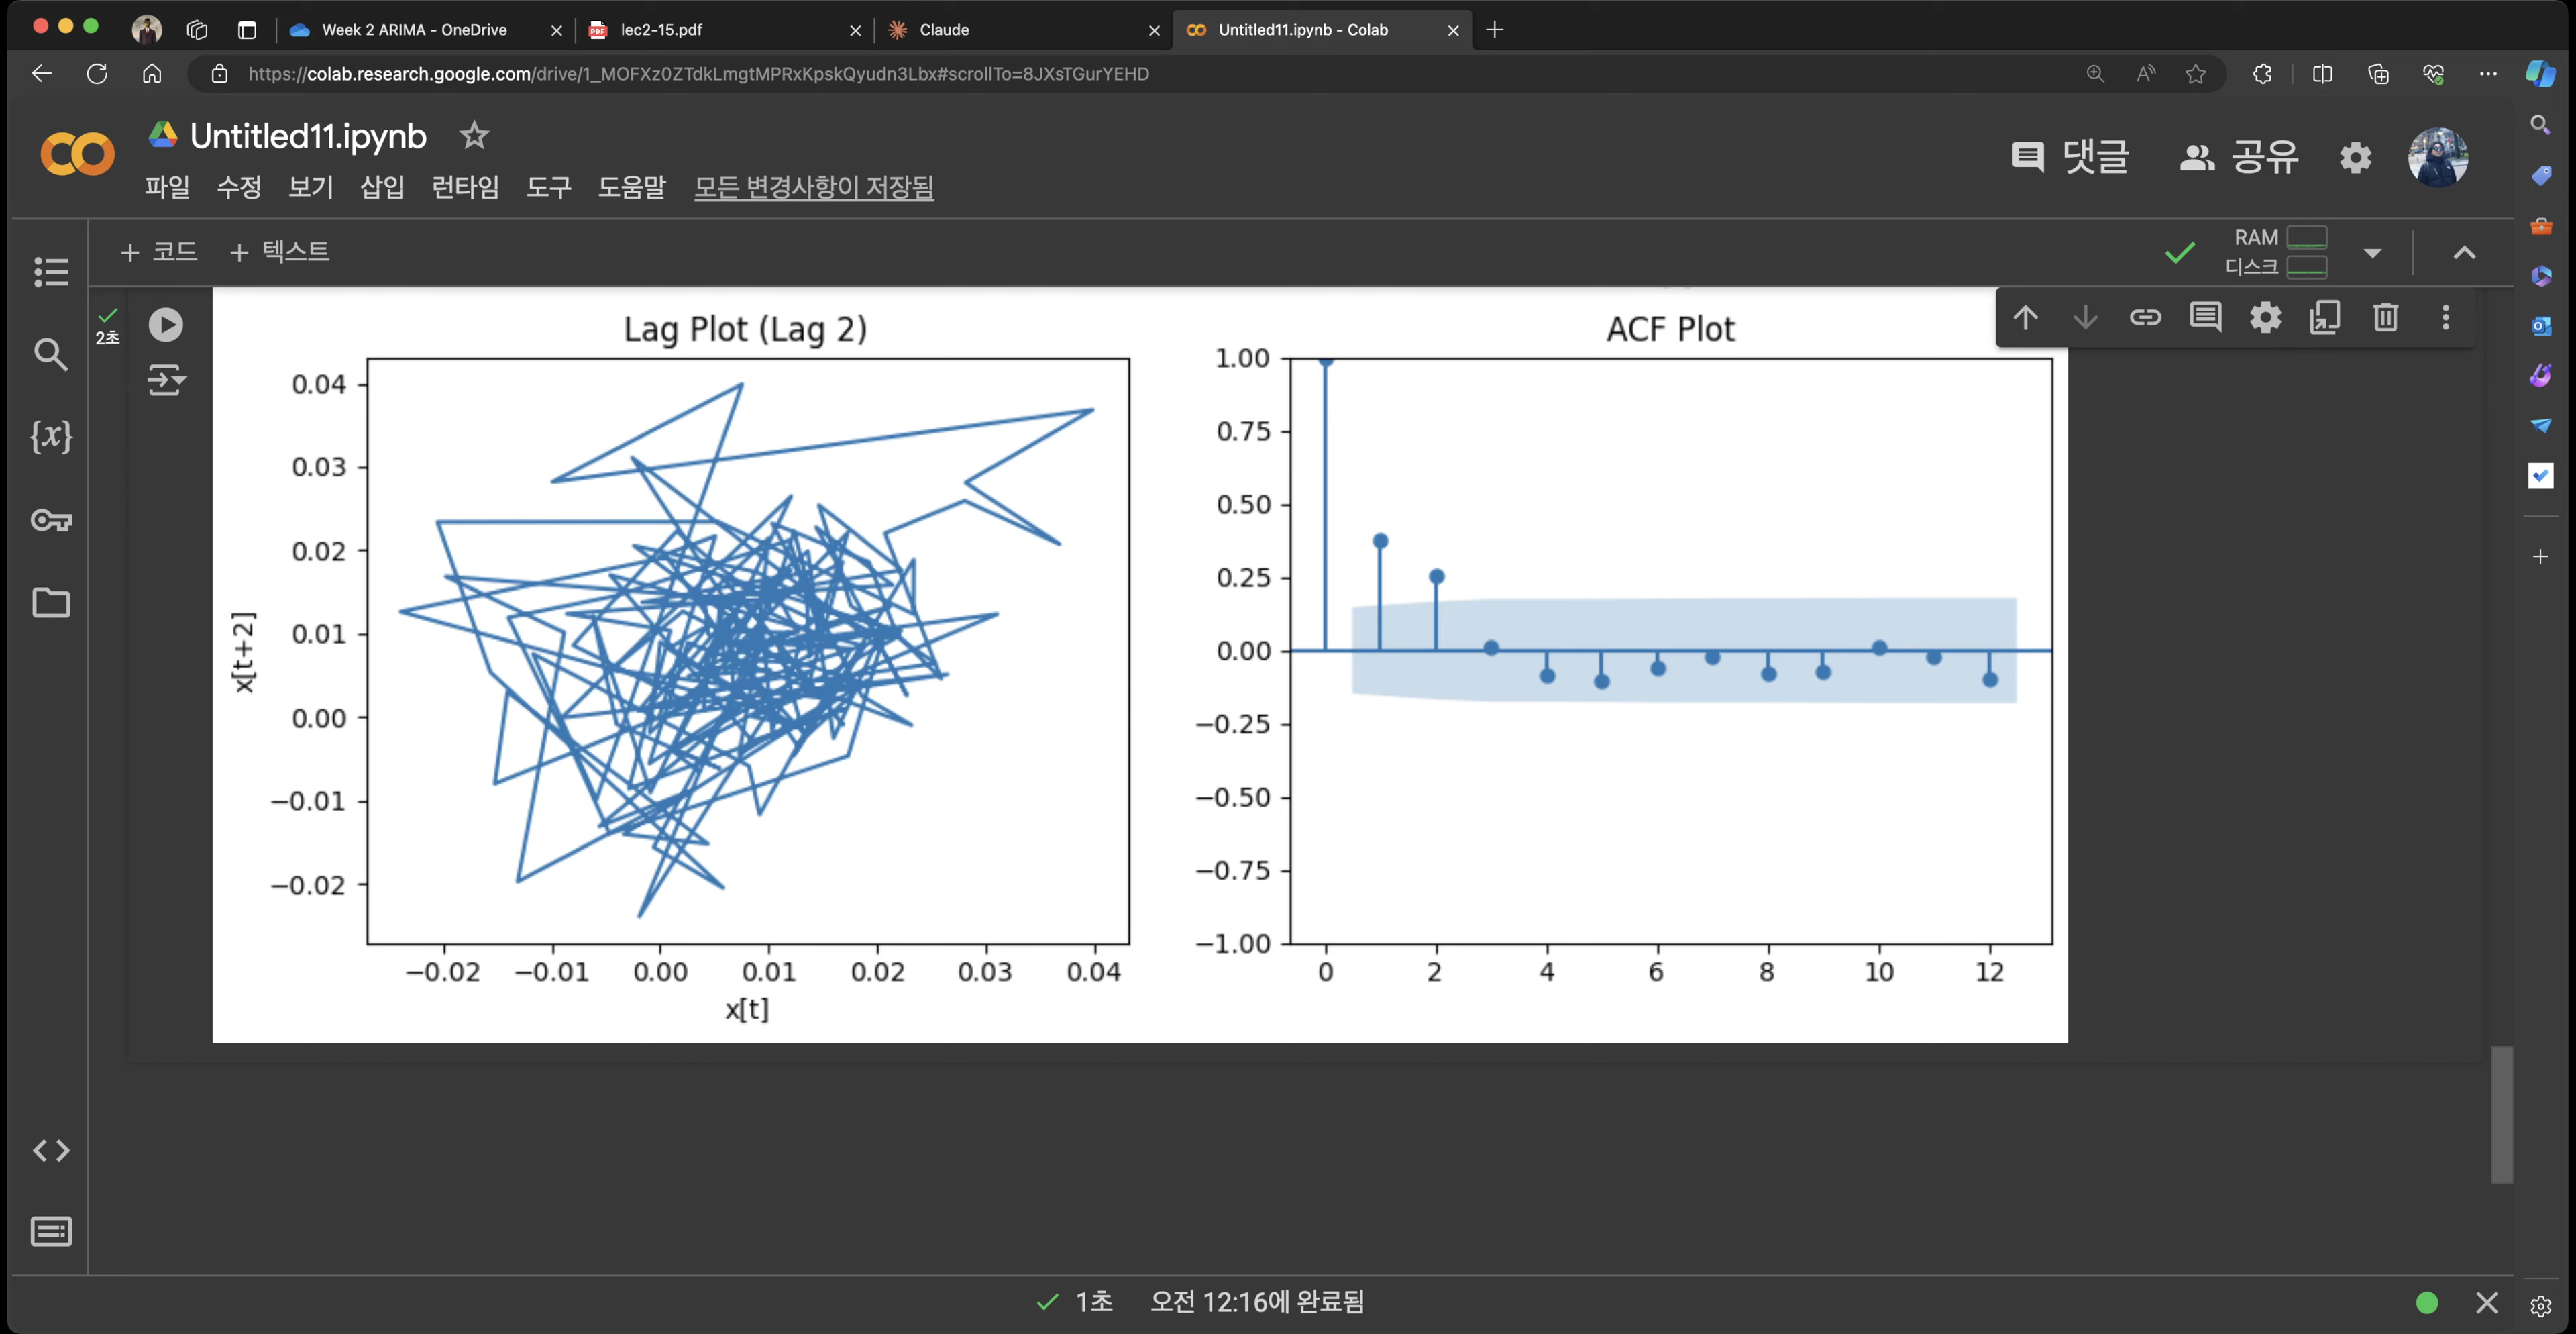 Week 2 ARIMA - OneDrive
PDF
lec2-15.pdf
Claude
Untitled11.ipynb - Colab
https://colab.research.google.com/drive/1_MOFXz0ZTdkLmgtMPRxKpskQyudn3Lbx#scrollTo=8JXsTGurYEHD
Untitled11.ipynb
댓글
공유
파일 수정 보기 삽입 런타임 도구 도움말 모든 변경사항이 저장됨
+ 코드 + 텍스트
RAM
디스크
2초
{x}
Lag Plot (Lag 2)
0.04
0.03
0.02
0.01
0.00
−0.01
−0.02
x[t+2]
−0.02 −0.01 0.00 0.01 0.02 0.03 0.04
x[t]
ACF Plot
1.00
0.75
0.50
0.25
0.00
−0.25
−0.50
−0.75
−1.00
0 2 4 6 8 10 12
1초 오전 12:16에 완료됨